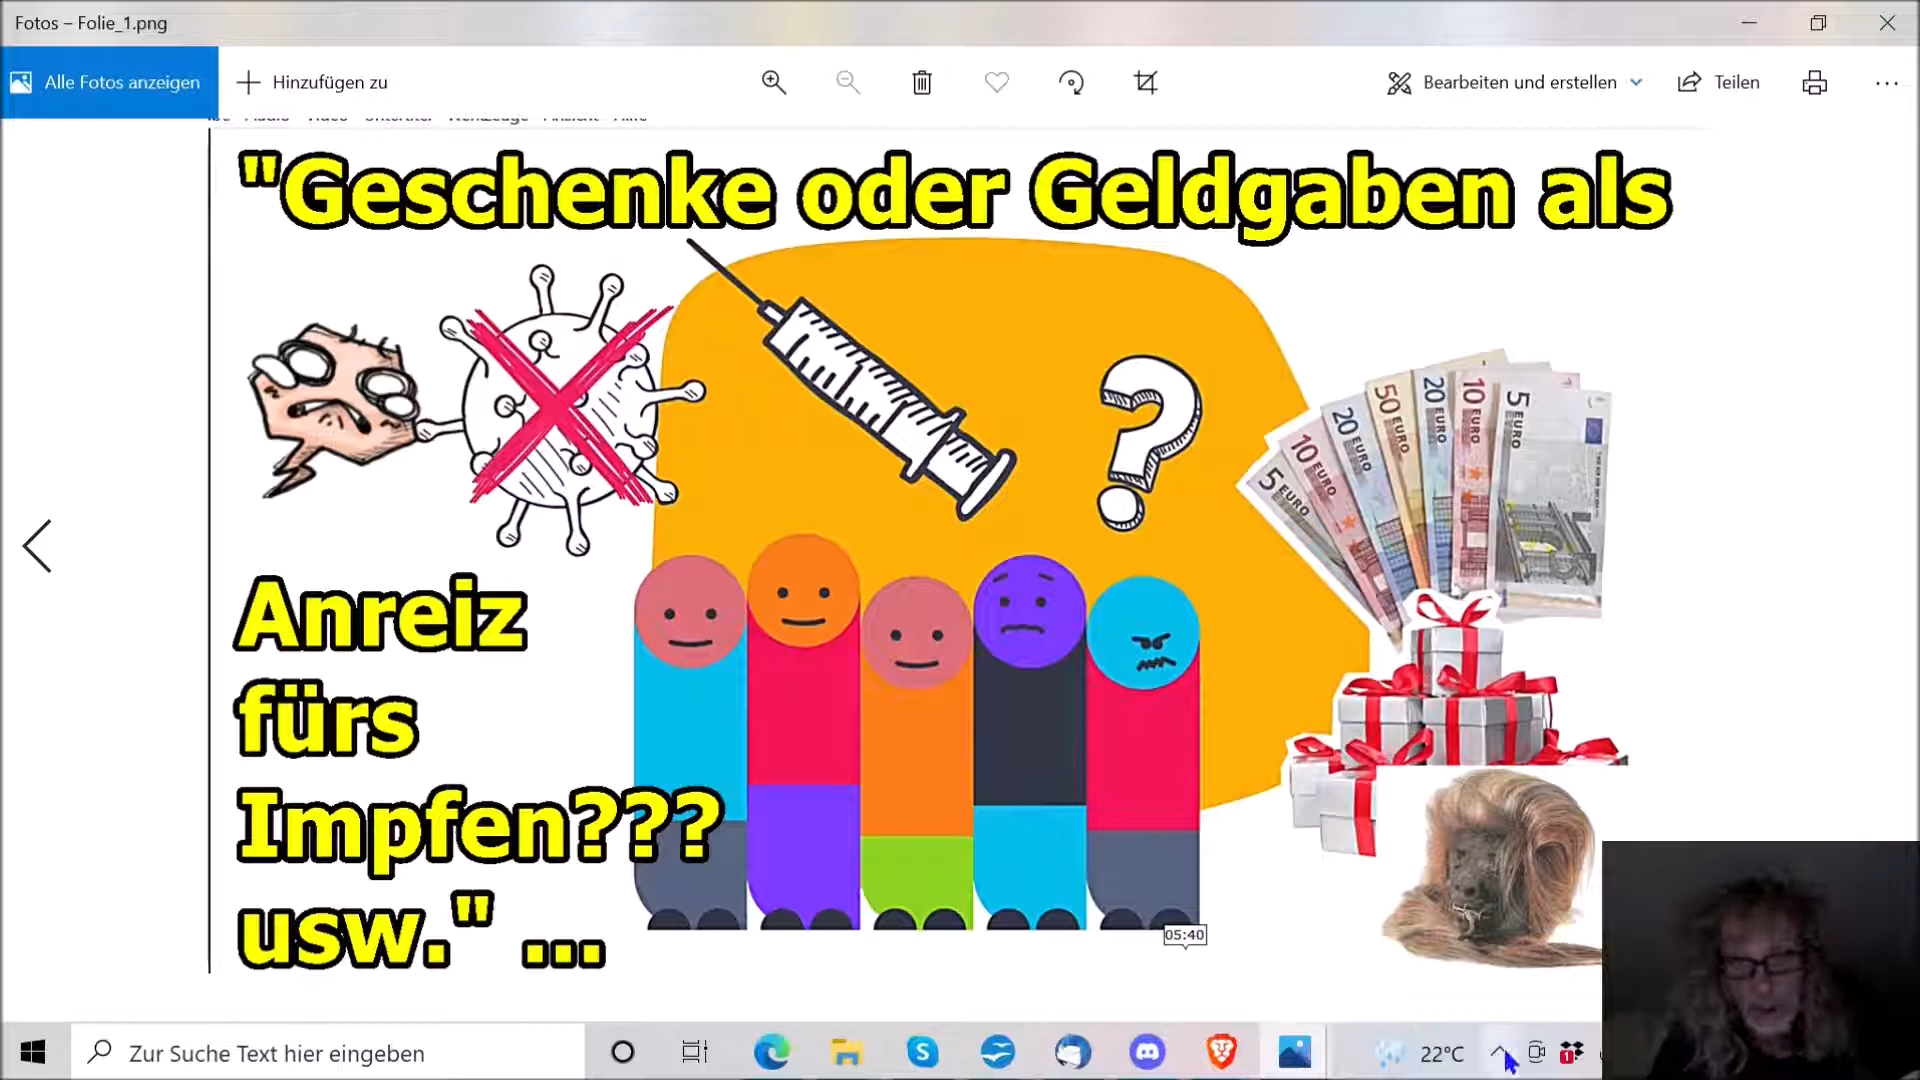 Fotos – Folie_1.png
Alle Fotos anzeigen
Hinzufügen zu
Bearbeiten und erstellen
Teilen
"Geschenke oder Geldgaben als
5 EURO
10 EURO
20 EURO
50 EURO
20 EURO
10 EURO
5 EURO
Anreiz
fürs
Impfen???
usw." ...
05:40
Zur Suche Text hier eingeben
22°C
1